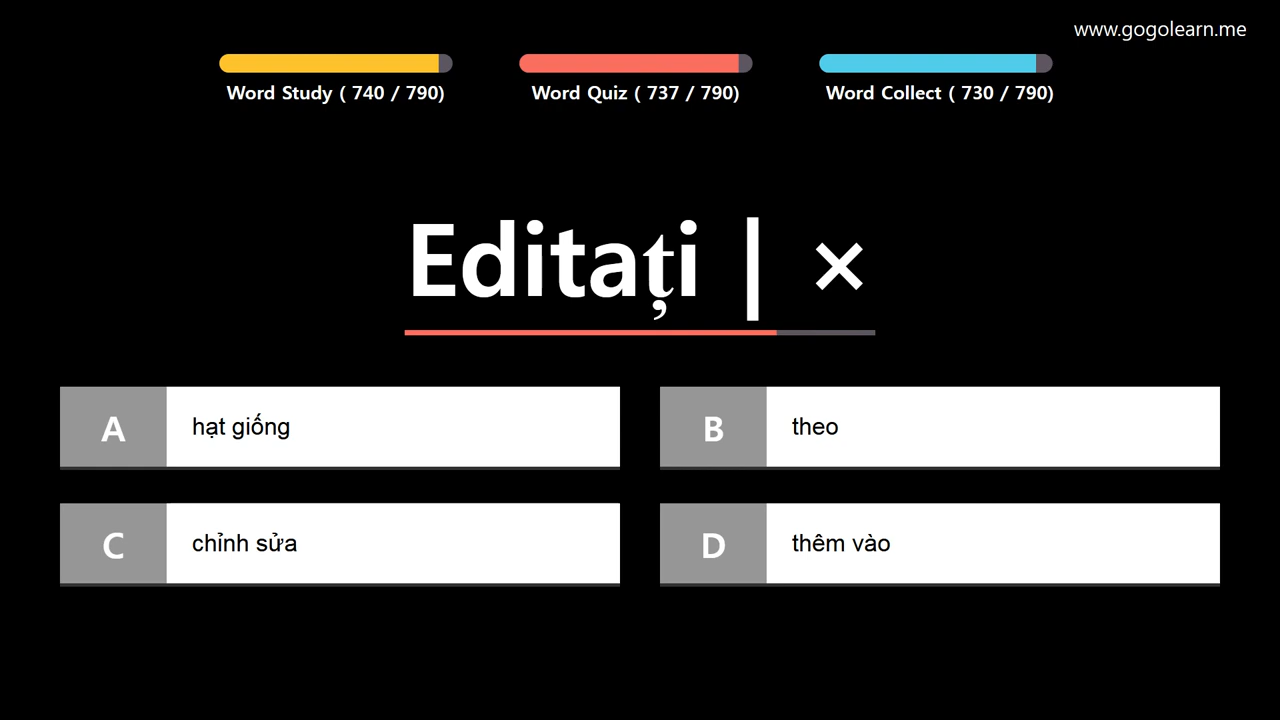 www.gogolearn.me
Word Study ( 740 / 790)
Word Quiz ( 737 / 790)
Word Collect ( 730 / 790)
Editați | ×
A hạt giống
B theo
C chỉnh sửa
D thêm vào